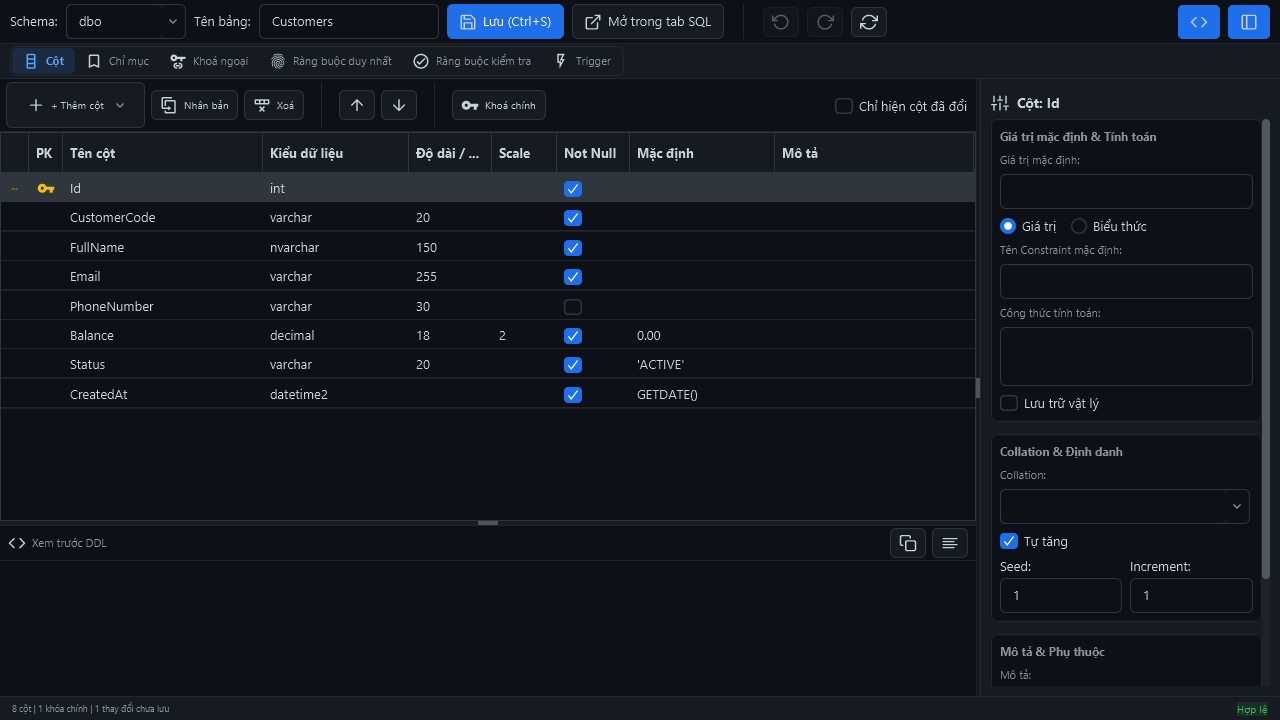 Schema: dbo Tên bảng: Customers Lưu (Ctrl+S) Mở trong tab SQL
Cột Chỉ mục Khoá ngoại Ràng buộc duy nhất Ràng buộc kiểm tra Trigger
+ Thêm cột Nhân bản Xoá Khoá chính Chỉ hiện cột đã đổi
PK Tên cột Kiểu dữ liệu Độ dài / ... Scale Not Null Mặc định Mô tả
~ Id int
CustomerCode varchar 20
FullName nvarchar 150
Email varchar 255
PhoneNumber varchar 30
Balance decimal 18 2 0.00
Status varchar 20 'ACTIVE'
CreatedAt datetime2 GETDATE()
Xem trước DDL
Cột: Id
Giá trị mặc định & Tính toán
Giá trị mặc định:
Giá trị Biểu thức
Tên Constraint mặc định:
Công thức tính toán:
Lưu trữ vật lý
Collation & Định danh
Collation:
Tự tăng
Seed: Increment:
1 1
Mô tả & Phụ thuộc
Mô tả:
8 cột | 1 khóa chính | 1 thay đổi chưa lưu Hợp lệ